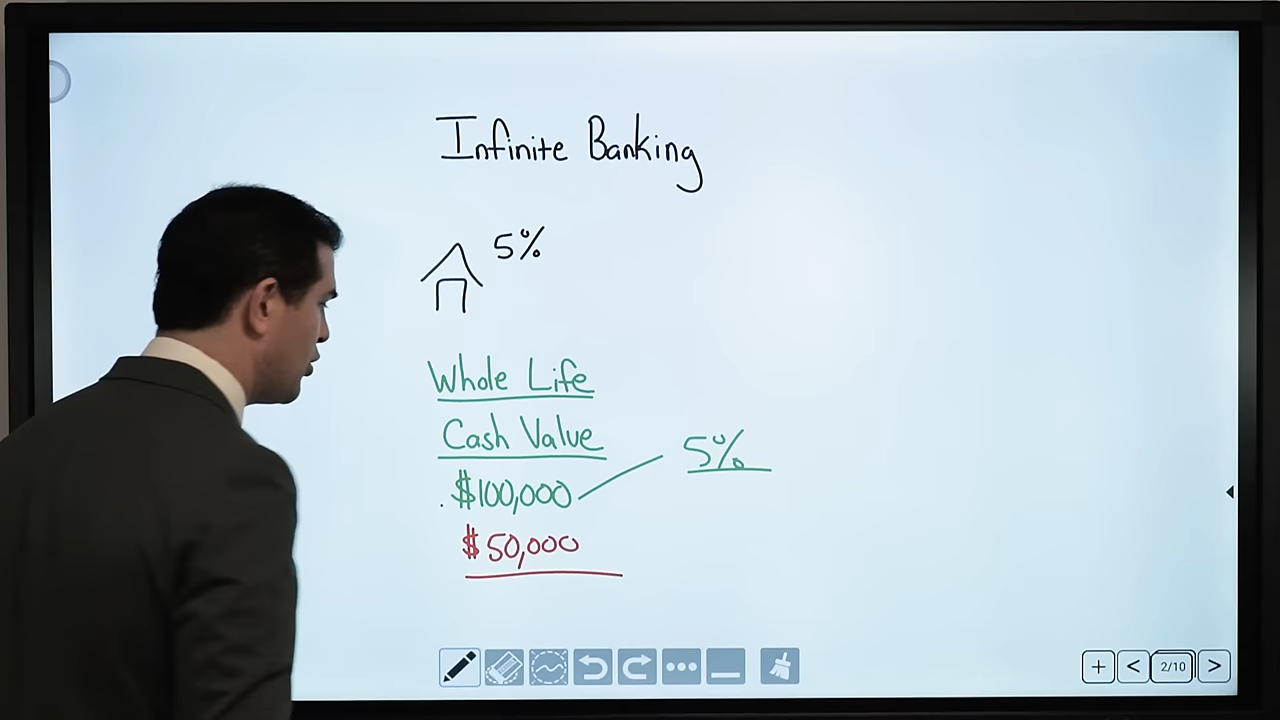 Infinite Banking
5%
Whole Life
Cash Value
$100,000 5%
$50,000
2/10